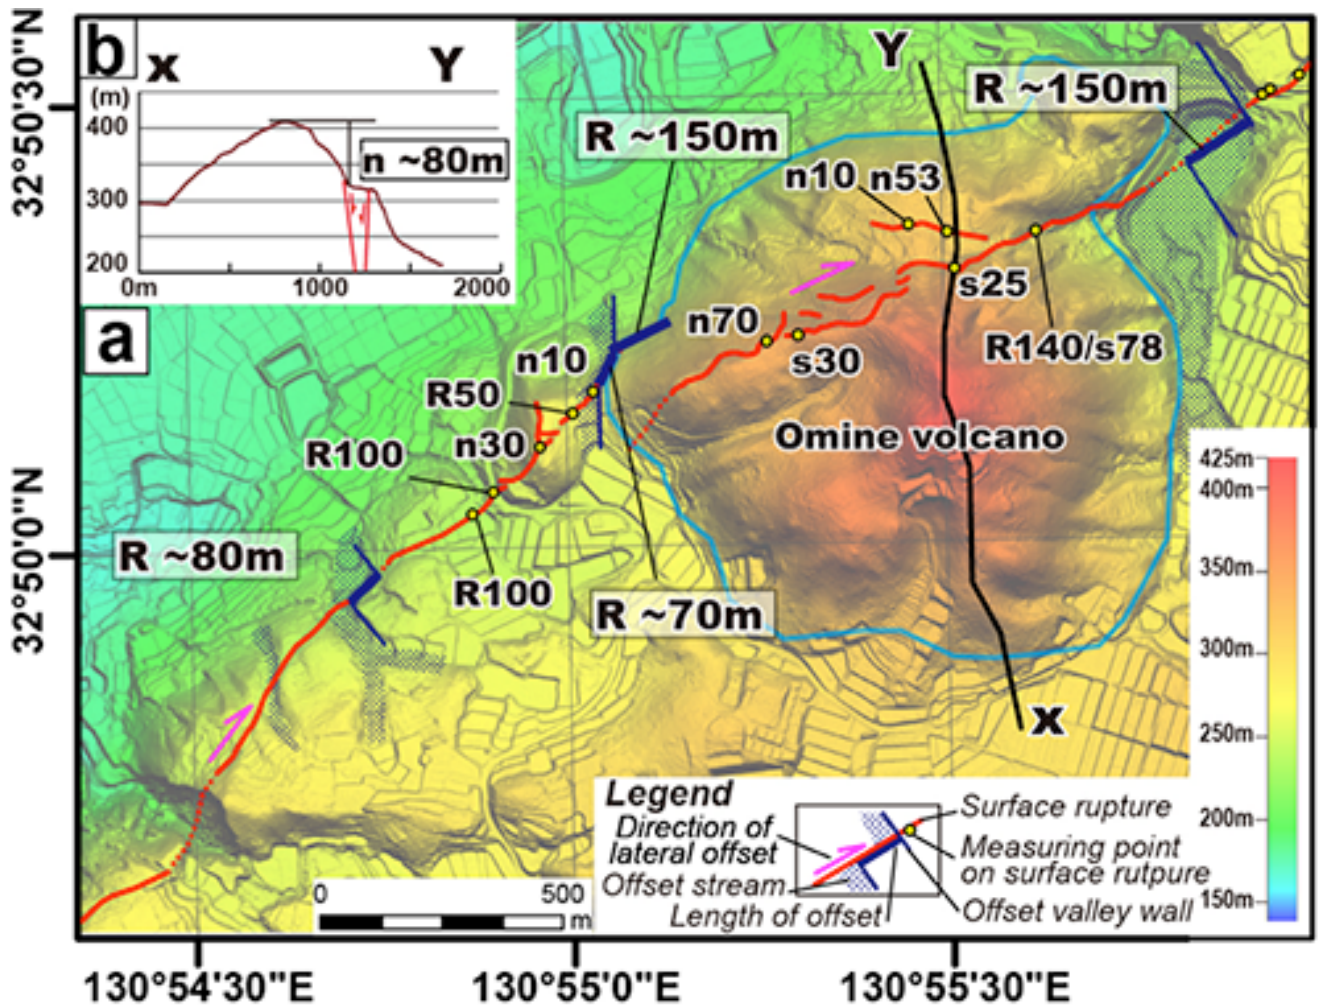 b
x
Y
(m)
400
n ~80m
300
200
0m
1000
2000
32°50'30"N
32°50'0"N
a
Y
R ~150m
R ~150m
n10
n53
s25
n70
s30
R140/s78
n10
R50
n30
R100
R100
R ~80m
R ~70m
Omine volcano
X
425m
400m
350m
300m
250m
200m
150m
Legend
Direction of
lateral offset
Offset stream
Length of offset
Surface rupture
Measuring point
on surface rutpure
Offset valley wall
0
500
m
130°54'30"E
130°55'0"E
130°55'30"E